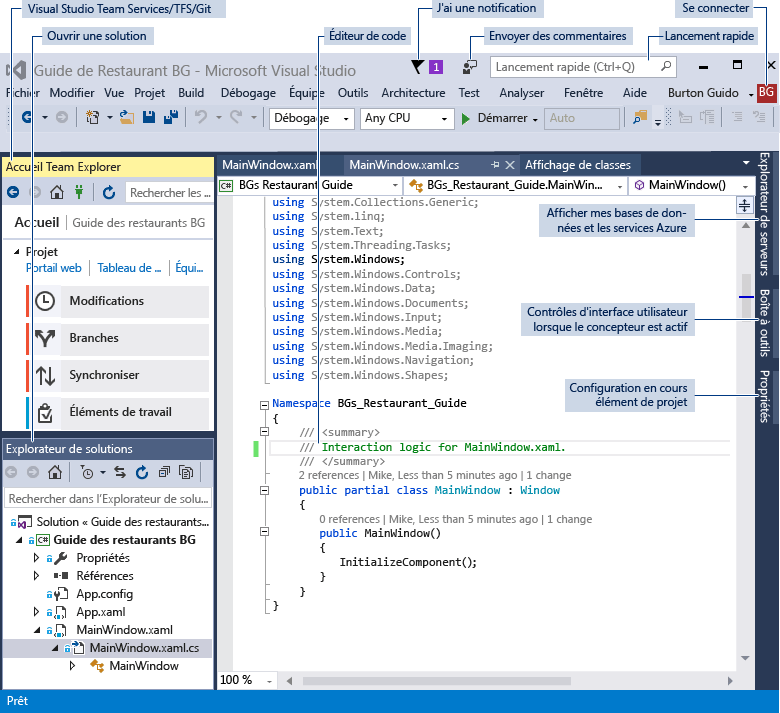 Visual Studio Team Services/TFS/Git
J'ai une notification
Se connecter
Ouvrir une solution
Éditeur de code
Envoyer des commentaires
Lancement rapide
Guide de Restaurant BG - Microsoft Visual Studio
1
Lancement rapide (Ctrl+Q)
Fichier Modifier Vue Projet Build Débogage Équipe Outils Architecture Test Analyser Fenêtre Aide Burton Guido BG
Débogage Any CPU Démarrer Auto
Accueil Team Explorer
Rechercher les ...
Accueil Guide des restaurants BG
Projet
Portail web Tableau de ... Équi...
Modifications
Branches
Synchroniser
Éléments de travail
Explorateur de solutions
Rechercher dans l'Explorateur de solu...
Solution « Guide des restaurants...
C# Guide des restaurants BG
Propriétés
Références
App.config
App.xaml
MainWindow.xaml
MainWindow.xaml.cs
MainWindow
MainWindow.xaml MainWindow.xaml.cs Affichage de classes
C# BGs Restaurant Guide BGs_Restaurant_Guide.MainWin... MainWindow()
using System.Collections.Generic;
using System.linq;
using System.Text;
using System.Threading.Tasks;
using System.Windows;
using System.Windows.Controls;
using System.Windows.Data;
using System.Windows.Documents;
using System.Windows.Input;
using System.Windows.Media;
using System.Windows.Media.Imaging;
using System.Windows.Navigation;
using System.Windows.Shapes;
Namespace BGs_Restaurant_Guide
{
/// <summary>
/// Interaction logic for MainWindow.xaml.
/// </summary>
2 references | Mike, Less than 5 minutes ago | 1 change
public partial class MainWindow : Window
{
0 references | Mike, Less than 5 minutes ago | 1 change
public MainWindow()
{
InitializeComponent();
}
}
}
100 %
Afficher mes bases de don-
nées et les services Azure
Contrôles d'interface utilisateur
lorsque le concepteur est actif
Configuration en cours
élément de projet
Explorateur de serveurs
Boîte à outils
Propriétés
Prêt